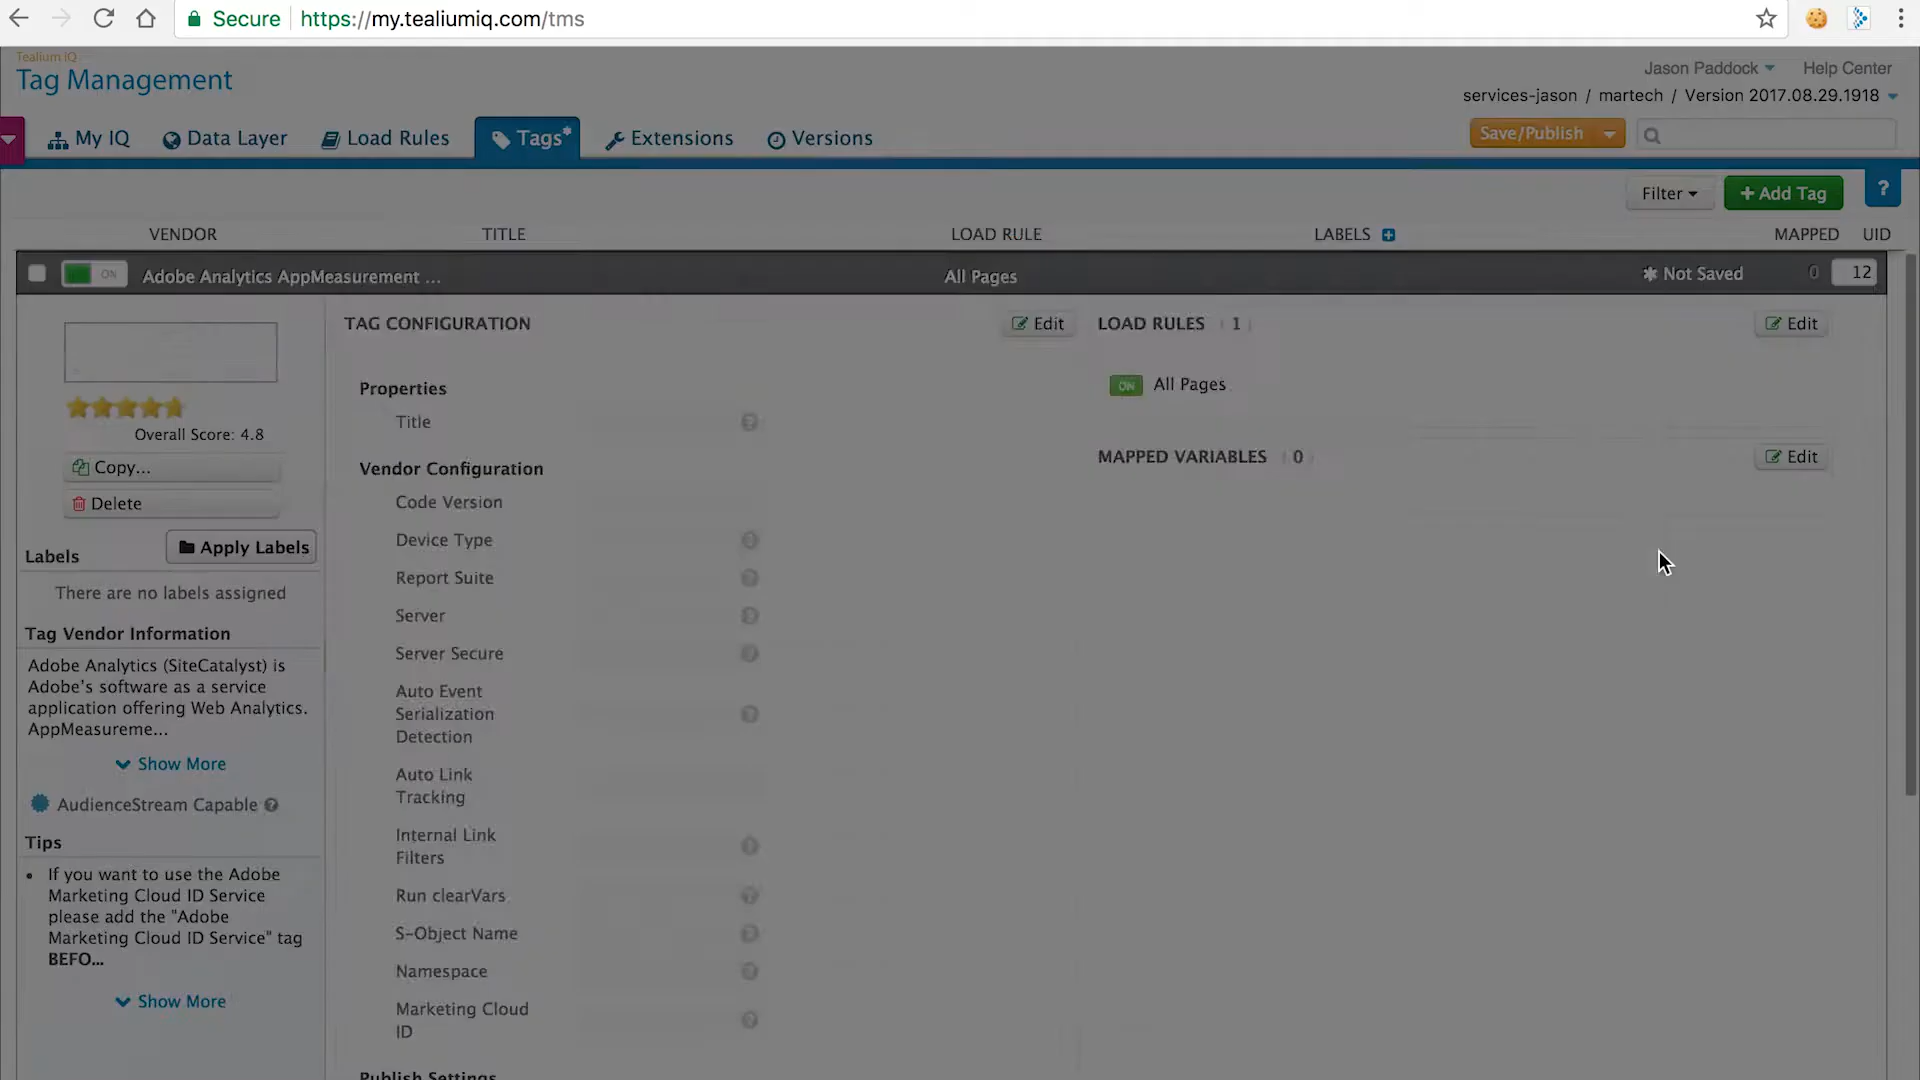 Secure https://my.tealiumiq.com/tms
Tealium iQ
Tag Management
Jason Paddock Help Center
services-jason / martech / Version 2017.08.29.1918
My IQ Data Layer Load Rules Tags* Extensions Versions
Save/Publish
Filter + Add Tag ?
VENDOR TITLE LOAD RULE LABELS MAPPED UID
ON Adobe Analytics AppMeasurement ... All Pages * Not Saved 0 12
TAG CONFIGURATION Edit LOAD RULES 1 Edit
Properties
Title
ON All Pages
Overall Score: 4.8
MAPPED VARIABLES 0 Edit
Copy...
Delete
Vendor Configuration
Code Version
Device Type
Report Suite
Server
Server Secure
Auto Event
Serialization
Detection
Auto Link
Tracking
Internal Link
Filters
Run clearVars
S-Object Name
Namespace
Marketing Cloud
ID
Publish Settings
Labels Apply Labels
There are no labels assigned
Tag Vendor Information
Adobe Analytics (SiteCatalyst) is
Adobe's software as a service
application offering Web Analytics.
AppMeasureme...
Show More
AudienceStream Capable ?
Tips
• If you want to use the Adobe
Marketing Cloud ID Service
please add the "Adobe
Marketing Cloud ID Service" tag
BEFO...
Show More